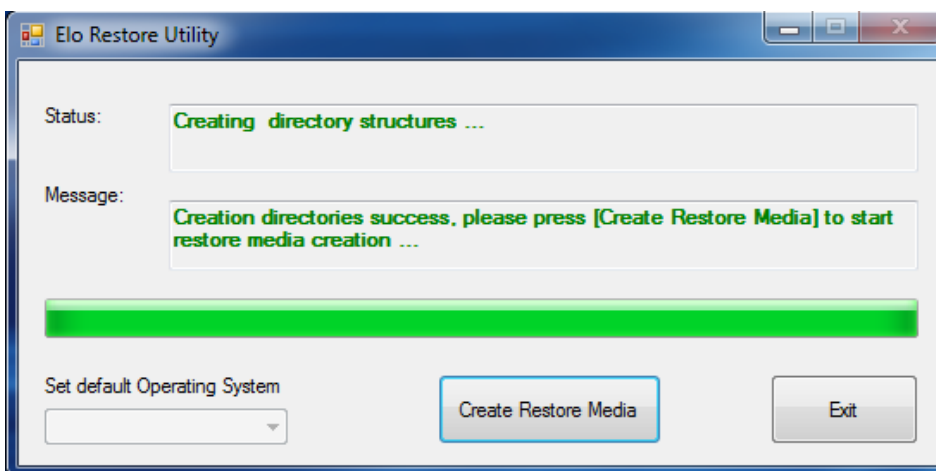 Elo Restore Utility
Status:
Creating  directory structures ...
Message:
Creation directories success, please press [Create Restore Media] to start
restore media creation ...
Set default Operating System
Create Restore Media
Exit